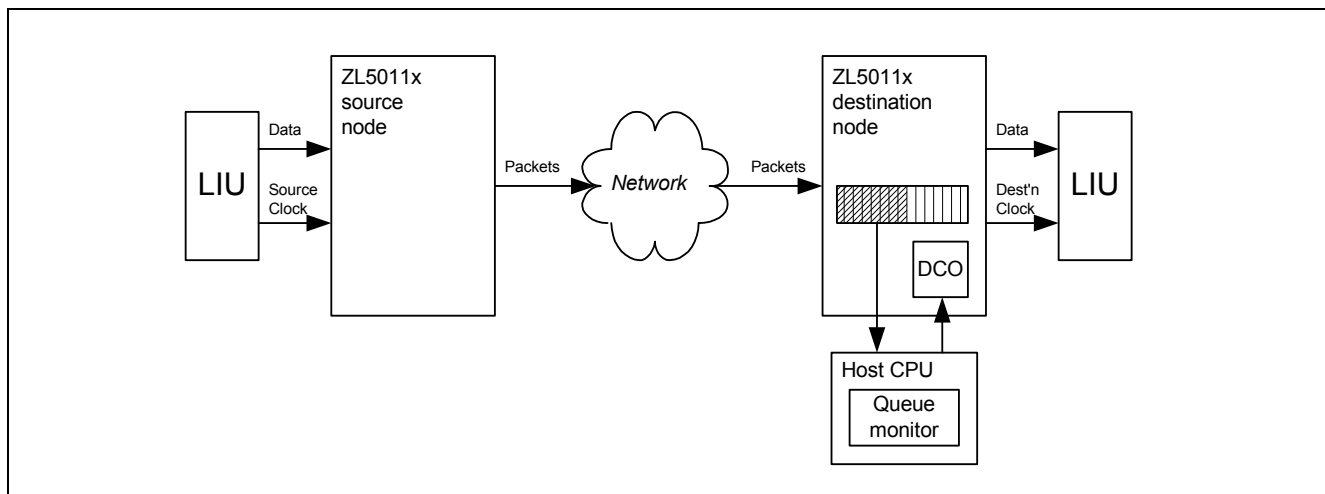 LIU
Data
Source
Clock
ZL5011x
source
node
Packets
Network
Packets
ZL5011x
destination
node
DCO
Data
Dest'n
Clock
LIU
Host CPU
Queue
monitor